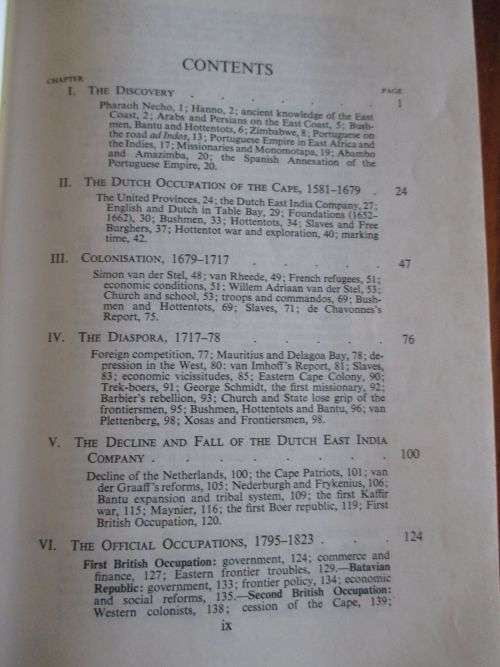 CONTENTS
CHAPTER
PAGE
I. THE DISCOVERY . . . . . . . 1
Pharaoh Necho, 1; Hanno, 2; ancient knowledge of the East
Coast, 2; Arabs and Persians on the East Coast, 5; Bush-
men, Bantu and Hottentots, 6; Zimbabwe, 8; Portuguese on
the road ad Indos, 13; Portuguese Empire in East Africa and
the Indies, 17; Missionaries and Monomotapa, 19; Abambo
and Amazimba, 20; the Spanish Annexation of the
Portuguese Empire, 20.
II. THE DUTCH OCCUPATION OF THE CAPE, 1581–1679 . 24
The United Provinces, 24; the Dutch East India Company, 27;
English and Dutch in Table Bay, 29; Foundations (1652–
1662), 30; Bushmen, 33; Hottentots, 34; Slaves and Free
Burghers, 37; Hottentot war and exploration, 40; marking
time, 42.
III. COLONISATION, 1679–1717 . . . . . 47
Simon van der Stel, 48; van Rheede, 49; French refugees, 51;
economic conditions, 51; Willem Adriaan van der Stel, 53;
Church and school, 53; troops and commandos, 69; Bush-
men and Hottentots, 69; Slaves, 71; de Chavonnes's
Report, 75.
IV. THE DIASPORA, 1717–78 . . . . . 76
Foreign competition, 77; Mauritius and Delagoa Bay, 78; de-
pression in the West, 80; van Imhoff's Report, 81; Slaves,
83; economic vicissitudes, 85; Eastern Cape Colony, 90;
Trek-boers, 91; George Schmidt, the first missionary, 92;
Barbier's rebellion, 93; Church and State lose grip of the
frontiersmen, 95; Bushmen, Hottentots and Bantu, 96; van
Plettenberg, 98; Xosas and Frontiersmen, 98.
V. THE DECLINE AND FALL OF THE DUTCH EAST INDIA
COMPANY . . . . . . . . 100
Decline of the Netherlands, 100; the Cape Patriots, 101; van
der Graaff's reforms, 105; Nederburgh and Frykenius, 106;
Bantu expansion and tribal system, 109; the first Kaffir
war, 115; Maynier, 116; the first Boer republic, 119; First
British Occupation, 120.
VI. THE OFFICIAL OCCUPATIONS, 1795–1823 . . . 124
First British Occupation: government, 124; commerce and
finance, 127; Eastern frontier troubles, 129.—Batavian
Republic: government, 133; frontier policy, 134; economic
and social reforms, 135.—Second British Occupation:
Western colonists, 138; cession of the Cape, 139;
ix